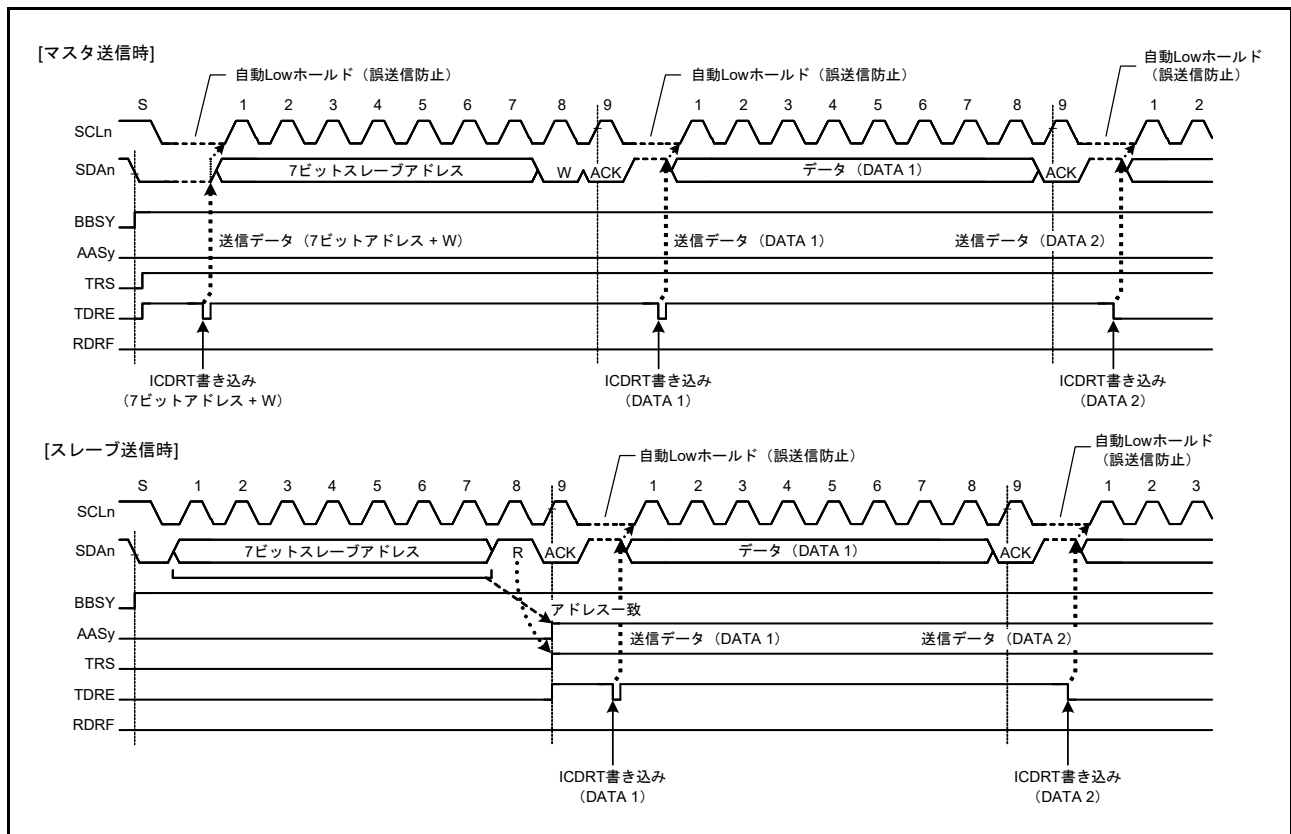 [マスタ送信時]
自動Lowホールド（誤送信防止）
自動Lowホールド（誤送信防止）
自動Lowホールド
（誤送信防止）
S 1 2 3 4 5 6 7 8 9 1 2 3 4 5 6 7 8 9 1 2
SCLn
SDAn 7ビットスレーブアドレス W ACK データ（DATA 1） ACK
BBSY
送信データ（7ビットアドレス + W） 送信データ（DATA 1） 送信データ（DATA 2）
AASy
TRS
TDRE
RDRF
ICDRT書き込み
（7ビットアドレス + W）
ICDRT書き込み
（DATA 1）
ICDRT書き込み
（DATA 2）
[スレーブ送信時]
自動Lowホールド（誤送信防止）
自動Lowホールド
（誤送信防止）
S 1 2 3 4 5 6 7 8 9 1 2 3 4 5 6 7 8 9 1 2 3
SCLn
SDAn 7ビットスレーブアドレス R ACK データ（DATA 1） ACK
BBSY アドレス一致
AASy 送信データ（DATA 1） 送信データ（DATA 2）
TRS
TDRE
RDRF
ICDRT書き込み
（DATA 1）
ICDRT書き込み
（DATA 2）